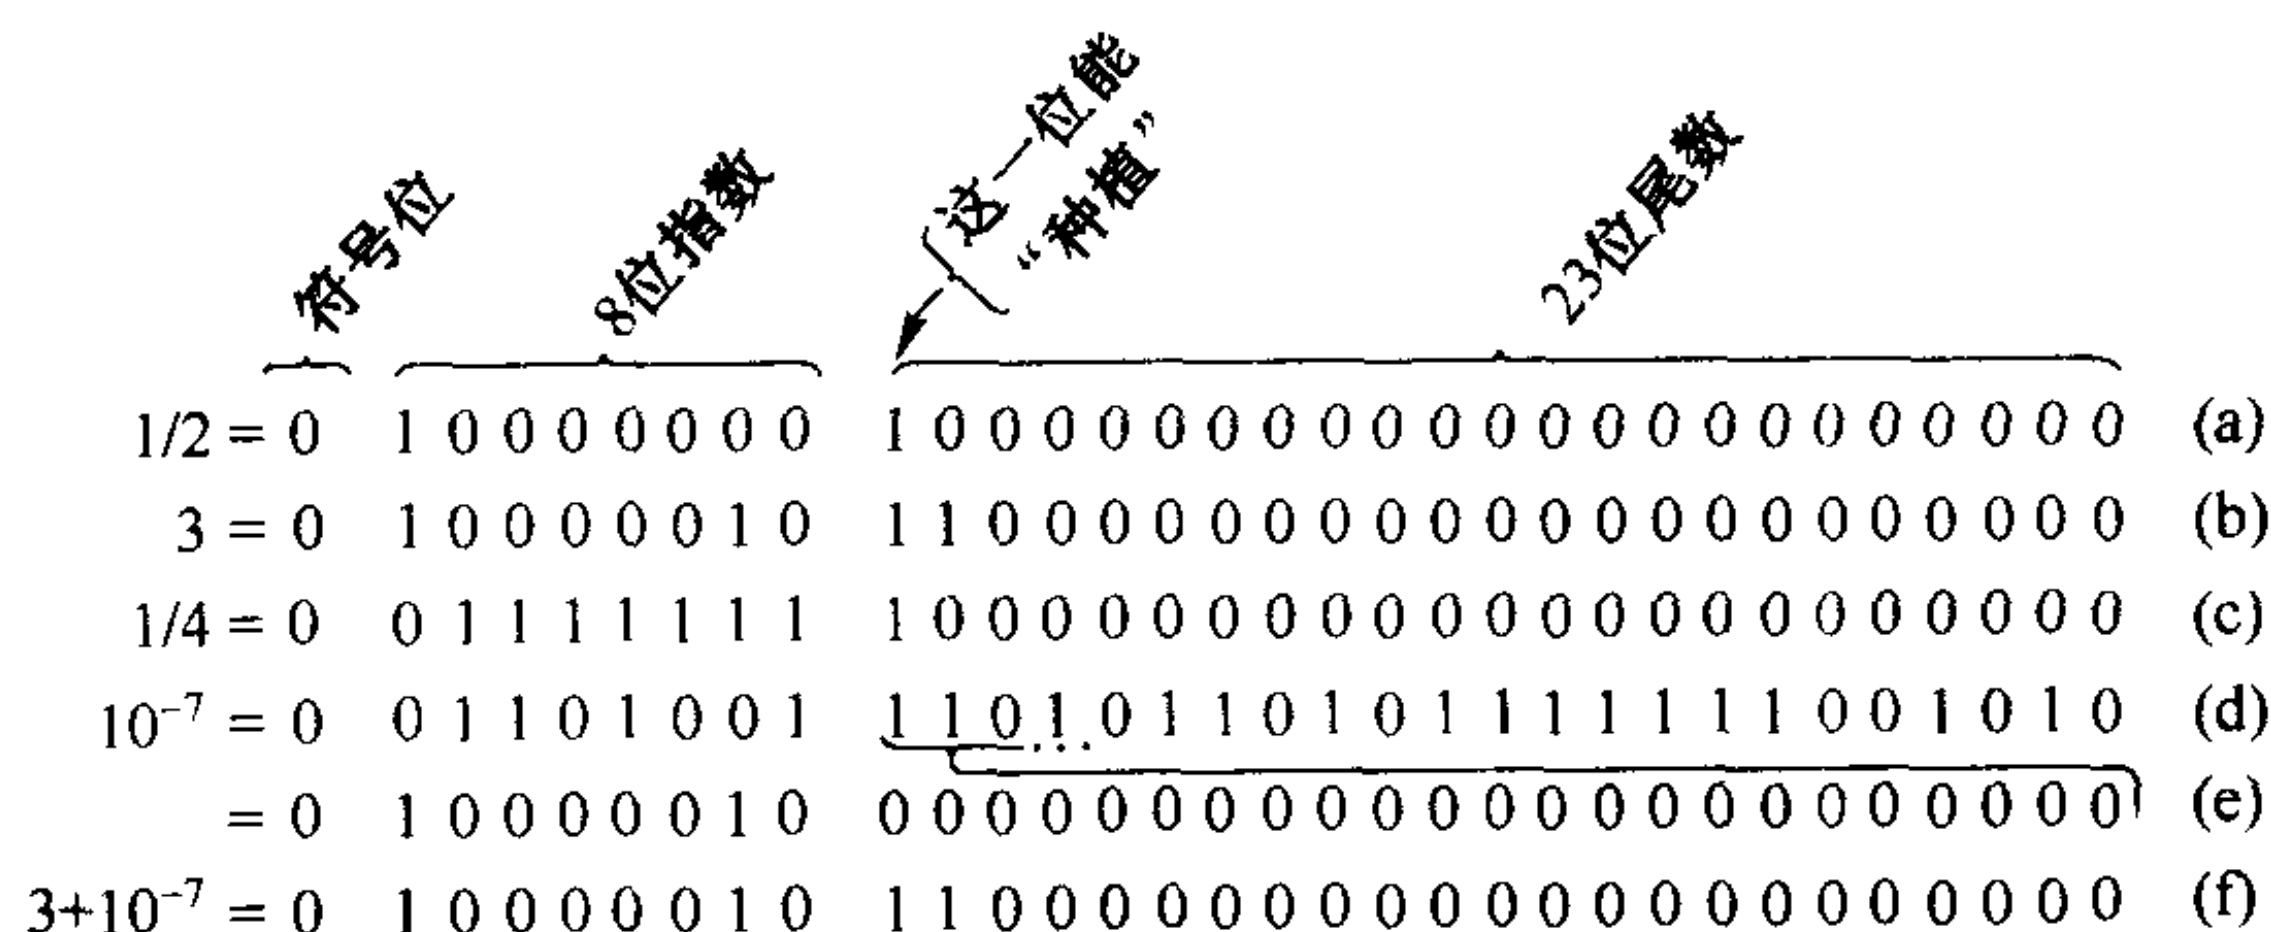 符号位
8位指数
这一位能
“种植”
23位尾数
1/2 = 0 1 0 0 0 0 0 0 0 1 0 0 0 0 0 0 0 0 0 0 0 0 0 0 0 0 0 0 0 0 0 0 (a)
3 = 0 1 0 0 0 0 0 1 0 1 1 0 0 0 0 0 0 0 0 0 0 0 0 0 0 0 0 0 0 0 0 0 (b)
1/4 = 0 0 1 1 1 1 1 1 1 1 0 0 0 0 0 0 0 0 0 0 0 0 0 0 0 0 0 0 0 0 0 0 (c)
10⁻⁷ = 0 0 1 1 0 1 0 0 1 1 1 0 1 0 1 1 0 1 0 1 1 1 1 1 1 1 0 0 1 0 1 0 (d)
...
= 0 1 0 0 0 0 0 1 0 0 0 0 0 0 0 0 0 0 0 0 0 0 0 0 0 0 0 0 0 0 0 0 (e)
3+10⁻⁷ = 0 1 0 0 0 0 0 1 0 1 1 0 0 0 0 0 0 0 0 0 0 0 0 0 0 0 0 0 0 0 0 0 (f)